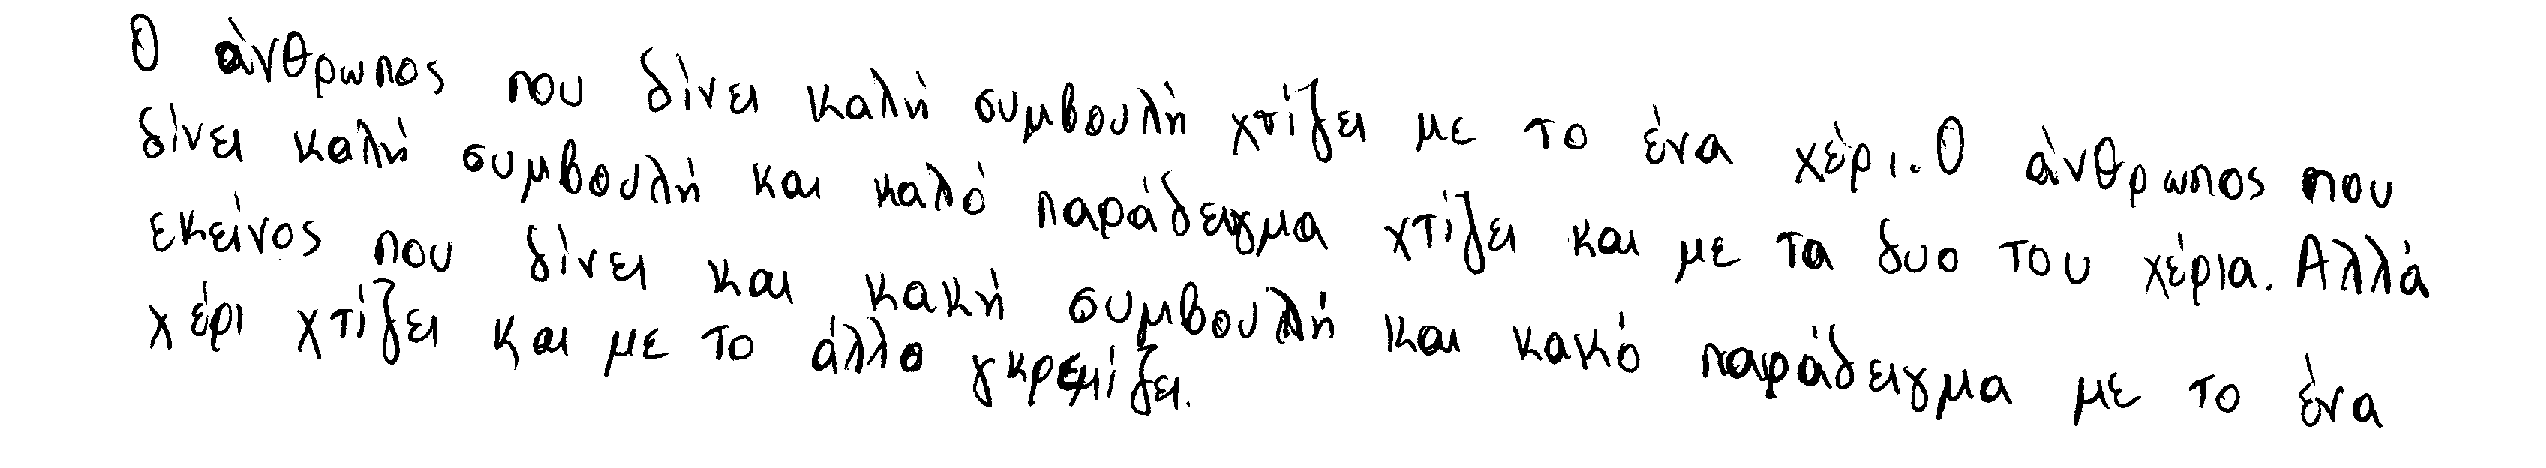 Ο άνθρωπος που δίνει καλή συμβουλή χτίζει με το ένα χέρι. Ο άνθρωπος που
δίνει καλή συμβουλή και καλό παράδειγμα χτίζει και με τα δυο του χέρια. Αλλά
εκείνος που δίνει και κακή συμβουλή και κακό παράδειγμα με το ένα
χέρι χτίζει και με το άλλο γκρεμίζει.